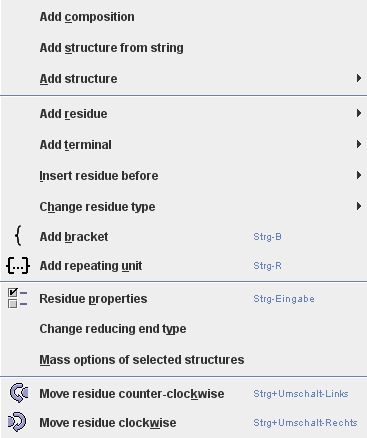 Add composition
Add structure from string
Add structure
Add residue
Add terminal
Insert residue before
Change residue type
{ Add bracket Strg-B
{...} Add repeating unit Strg-R
Residue properties Strg-Eingabe
Change reducing end type
Mass options of selected structures
Move residue counter-clockwise Strg+Umschalt-Links
Move residue clockwise Strg+Umschalt-Rechts